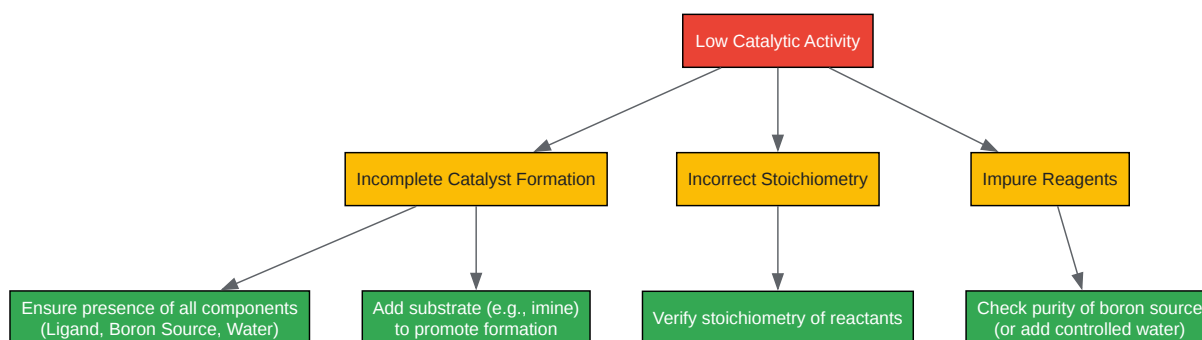 Low Catalytic Activity
Incomplete Catalyst Formation
Incorrect Stoichiometry
Impure Reagents
Ensure presence of all components
(Ligand, Boron Source, Water)
Add substrate (e.g., imine)
to promote formation
Verify stoichiometry of reactants
Check purity of boron source
(or add controlled water)